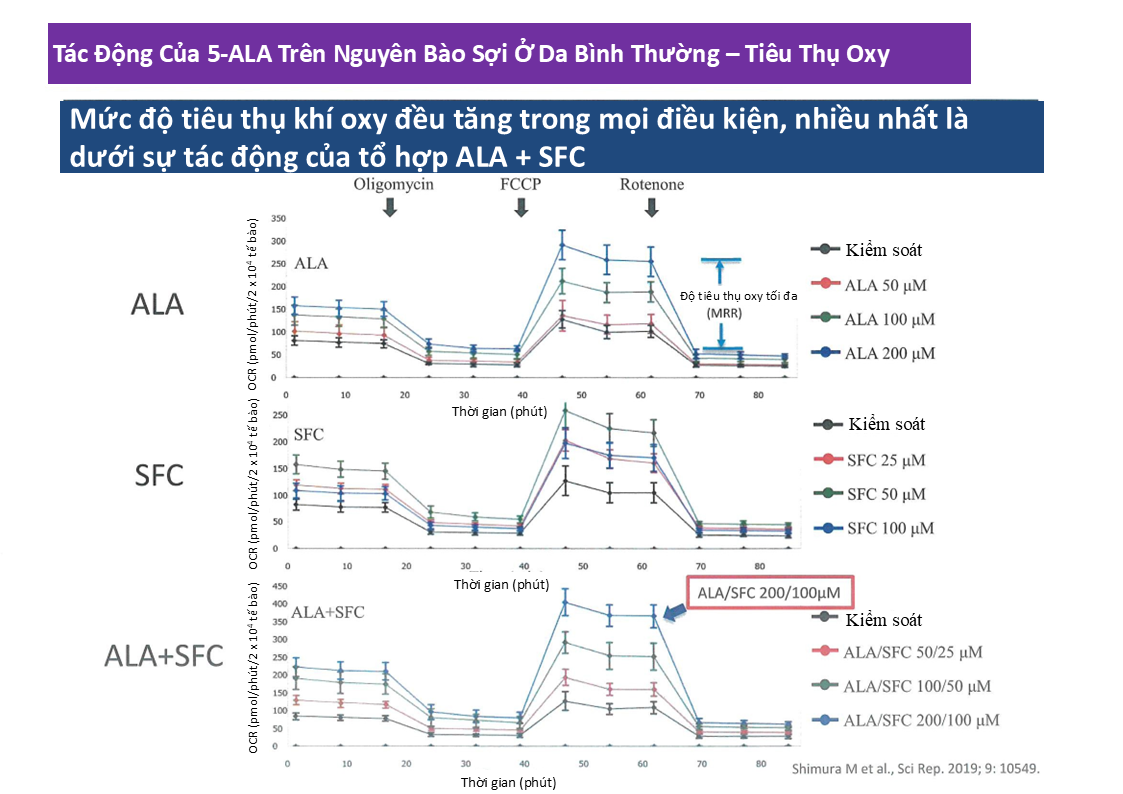 Tác Động Của 5-ALA Trên Nguyên Bào Sợi Ở Da Bình Thường – Tiêu Thụ Oxy
Mức độ tiêu thụ khí oxy đều tăng trong mọi điều kiện, nhiều nhất là
dưới sự tác động của tổ hợp ALA + SFC
Oligomycin
FCCP
Rotenone
ALA
OCR (pmol/phút/2 x 10⁴ tế bào)
350
300
250
200
150
100
50
0
ALA
Độ tiêu thụ oxy tối đa
(MRR)
0 10 20 30 40 50 60 70 80
Thời gian (phút)
Kiểm soát
ALA 50 μM
ALA 100 μM
ALA 200 μM
SFC
OCR (pmol/phút/2 x 10⁴ tế bào)
250
200
150
100
50
0
SFC
0 10 20 30 40 50 60 70 80
Thời gian (phút)
Kiểm soát
SFC 25 μM
SFC 50 μM
SFC 100 μM
ALA+SFC
OCR (pmol/phút/2 x 10⁴ tế bào)
450
400
350
300
250
200
150
100
50
0
ALA+SFC
ALA/SFC 200/100μM
0 10 20 30 40 50 60 70 80
Thời gian (phút)
Kiểm soát
ALA/SFC 50/25 μM
ALA/SFC 100/50 μM
ALA/SFC 200/100 μM
Shimura M et al., Sci Rep. 2019; 9: 10549.